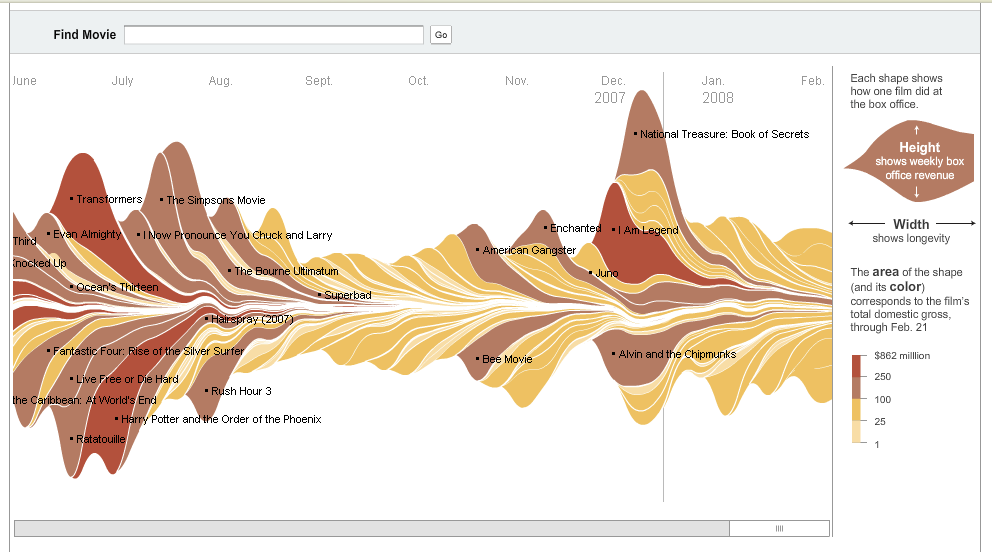 Find Movie
Go
June July Aug. Sept. Oct. Nov. Dec. Jan. Feb.
2007 2008
Each shape shows
how one film did at
the box office.
Height
shows weekly box
office revenue
Width
shows longevity
The area of the shape
(and its color)
corresponds to the film's
total domestic gross,
through Feb. 21
$862 million
250
100
25
1
National Treasure: Book of Secrets
Transformers
The Simpsons Movie
Third
Evan Almighty
I Now Pronounce You Chuck and Larry
Enchanted
I Am Legend
American Gangster
Knocked Up
The Bourne Ultimatum
Juno
Ocean's Thirteen
Superbad
Hairspray (2007)
Fantastic Four: Rise of the Silver Surfer
Bee Movie
Alvin and the Chipmunks
Live Free or Die Hard
Rush Hour 3
the Caribbean: At World's End
Harry Potter and the Order of the Phoenix
Ratatouille